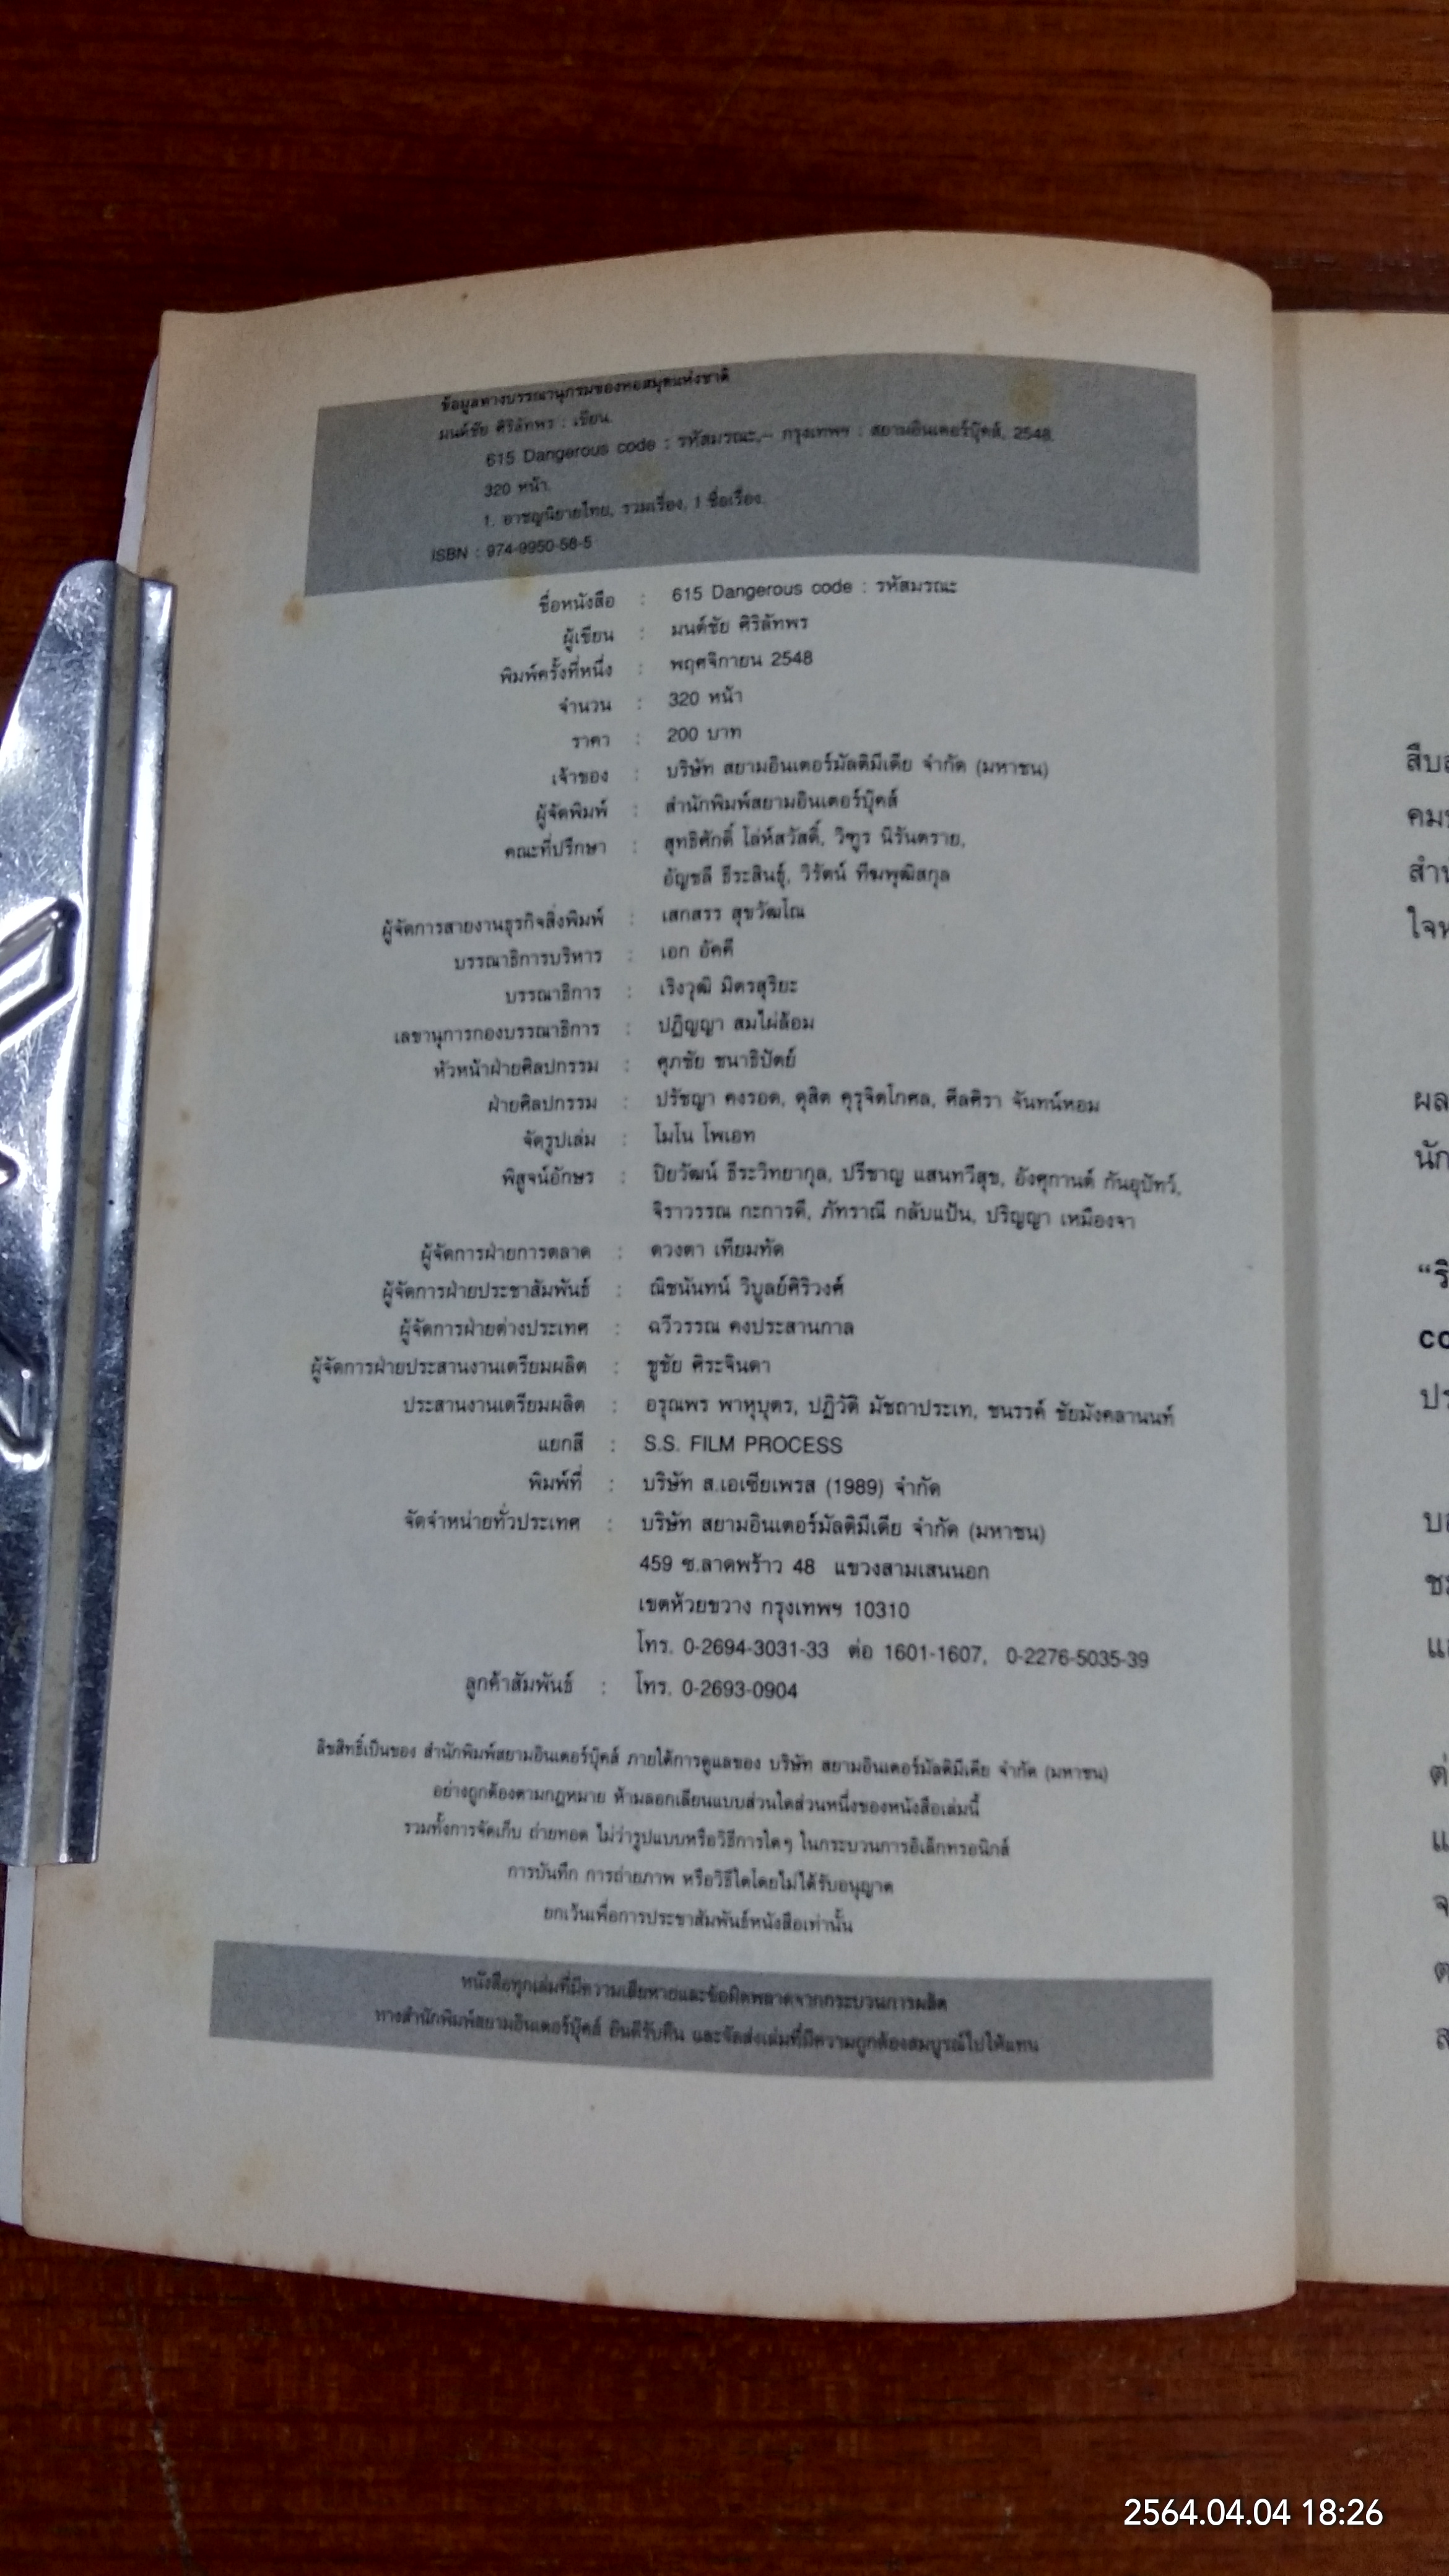 ข้อมูลทางบรรณานุกรมของหอสมุดแห่งชาติ
มนต์ชัย ศิริลัทพร : เขียน.
615 Dangerous code : รหัสมรณะ,-- กรุงเทพฯ : สยามอินเตอร์บุ๊คส์, 2548.
320 หน้า.
1. อาชญนิยายไทย, รวมเรื่อง, I ชื่อเรื่อง.
ISBN : 974-9950-58-5
ชื่อหนังสือ : 615 Dangerous code : รหัสมรณะ
ผู้เขียน : มนต์ชัย ศิริลัทพร
พิมพ์ครั้งที่หนึ่ง : พฤศจิกายน 2548
จำนวน : 320 หน้า
ราคา : 200 บาท
เจ้าของ : บริษัท สยามอินเตอร์มัลติมีเดีย จำกัด (มหาชน)
ผู้จัดพิมพ์ : สำนักพิมพ์สยามอินเตอร์บุ๊คส์
คณะที่ปรึกษา : สุทธิศักดิ์ โล่ห์สวัสดิ์, วิฑูร นิรันตราย,
อัญชลี ธีระสินธุ์, วิรัตน์ ทีฆพุฒิสกุล
ผู้จัดการสายงานธุรกิจสิ่งพิมพ์ : เสกสรร สุขวัฒโณ
บรรณาธิการบริหาร : เอก อัคคี
บรรณาธิการ : เริงวุฒิ มิตรสุริยะ
เลขานุการกองบรรณาธิการ : ปฏิญญา สมไผ่ล้อม
หัวหน้าฝ่ายศิลปกรรม : ศุภชัย ชนาธิปัตย์
ฝ่ายศิลปกรรม : ปรัชญา คงรอด, ดุสิต คุรุจิตโกศล, ศีลศิรา จันทน์หอม
จัดรูปเล่ม : โมโน โพเอท
พิสูจน์อักษร : ปิยวัฒน์ ธีระวิทยากุล, ปรีชาญ แสนทวีสุข, อังศุกานต์ กันอุปัทว์,
จิราวรรณ กะการดี, ภัทราณี กลับแป้น, ปริญญา เหมืองจา
ผู้จัดการฝ่ายการตลาด : ดวงตา เทียมทัด
ผู้จัดการฝ่ายประชาสัมพันธ์ : ณิชนันทน์ วิบูลย์ศิริวงศ์
ผู้จัดการฝ่ายต่างประเทศ : ฉวีวรรณ คงประสานกาล
ผู้จัดการฝ่ายประสานงานเตรียมผลิต : ชูชัย ศิระจินดา
ประสานงานเตรียมผลิต : อรุณพร พาหุบุตร, ปฏิวัติ มัชถาประเท, ชนรรค์ ชัยมังคลานนท์
แยกสี : S.S. FILM PROCESS
พิมพ์ที่ : บริษัท ส.เอเซียเพรส (1989) จำกัด
จัดจำหน่ายทั่วประเทศ : บริษัท สยามอินเตอร์มัลติมีเดีย จำกัด (มหาชน)
459 ซ.ลาดพร้าว 48 แขวงสามเสนนอก
เขตห้วยขวาง กรุงเทพฯ 10310
โทร. 0-2694-3031-33 ต่อ 1601-1607, 0-2276-5035-39
ลูกค้าสัมพันธ์ : โทร. 0-2693-0904
ลิขสิทธิ์เป็นของ สำนักพิมพ์สยามอินเตอร์บุ๊คส์ ภายใต้การดูแลของ บริษัท สยามอินเตอร์มัลติมีเดีย จำกัด (มหาชน)
อย่างถูกต้องตามกฎหมาย ห้ามลอกเลียนแบบส่วนใดส่วนหนึ่งของหนังสือเล่มนี้
รวมทั้งการจัดเก็บ ถ่ายทอด ไม่ว่ารูปแบบหรือวิธีการใดๆ ในกระบวนการอิเล็กทรอนิกส์
การบันทึก การถ่ายภาพ หรือวิธีใดโดยไม่ได้รับอนุญาต
ยกเว้นเพื่อการประชาสัมพันธ์หนังสือเท่านั้น
หนังสือทุกเล่มที่มีความเสียหายและข้อผิดพลาดจากกระบวนการผลิต
ทางสำนักพิมพ์สยามอินเตอร์บุ๊คส์ ยินดีรับคืน และจัดส่งเล่มที่มีความถูกต้องสมบูรณ์ไปให้แทน
2564.04.04 18:26